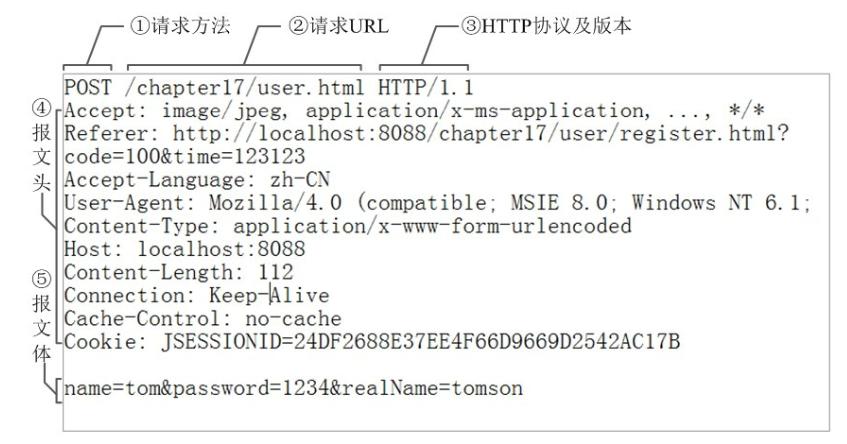 ①请求方法 ②请求URL ③HTTP协议及版本
POST /chapter17/user.html HTTP/1.1
④报文头
Accept: image/jpeg, application/x-ms-application, ..., */*
Referer: http://localhost:8088/chapter17/user/register.html?
code=100&time=123123
Accept-Language: zh-CN
User-Agent: Mozilla/4.0 (compatible; MSIE 8.0; Windows NT 6.1;
Content-Type: application/x-www-form-urlencoded
Host: localhost:8088
Content-Length: 112
Connection: Keep-Alive
Cache-Control: no-cache
Cookie: JSESSIONID=24DF2688E37EE4F66D9669D2542AC17B
⑤报文体
name=tom&password=1234&realName=tomson